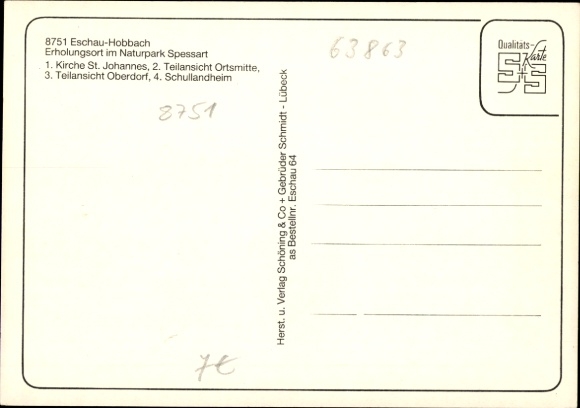 8751 Eschau-Hobbach
Erholungsort im Naturpark Spessart
1. Kirche St. Johannes, 2. Teilansicht Ortsmitte,
3. Teilansicht Oberdorf, 4. Schullandheim
8751
7€
Herst. u. Verlag Schöning & Co + Gebrüder Schmidt - Lübeck
as Bestellnr. Eschau 64
63863
Qualitäts-
Karte
S+S